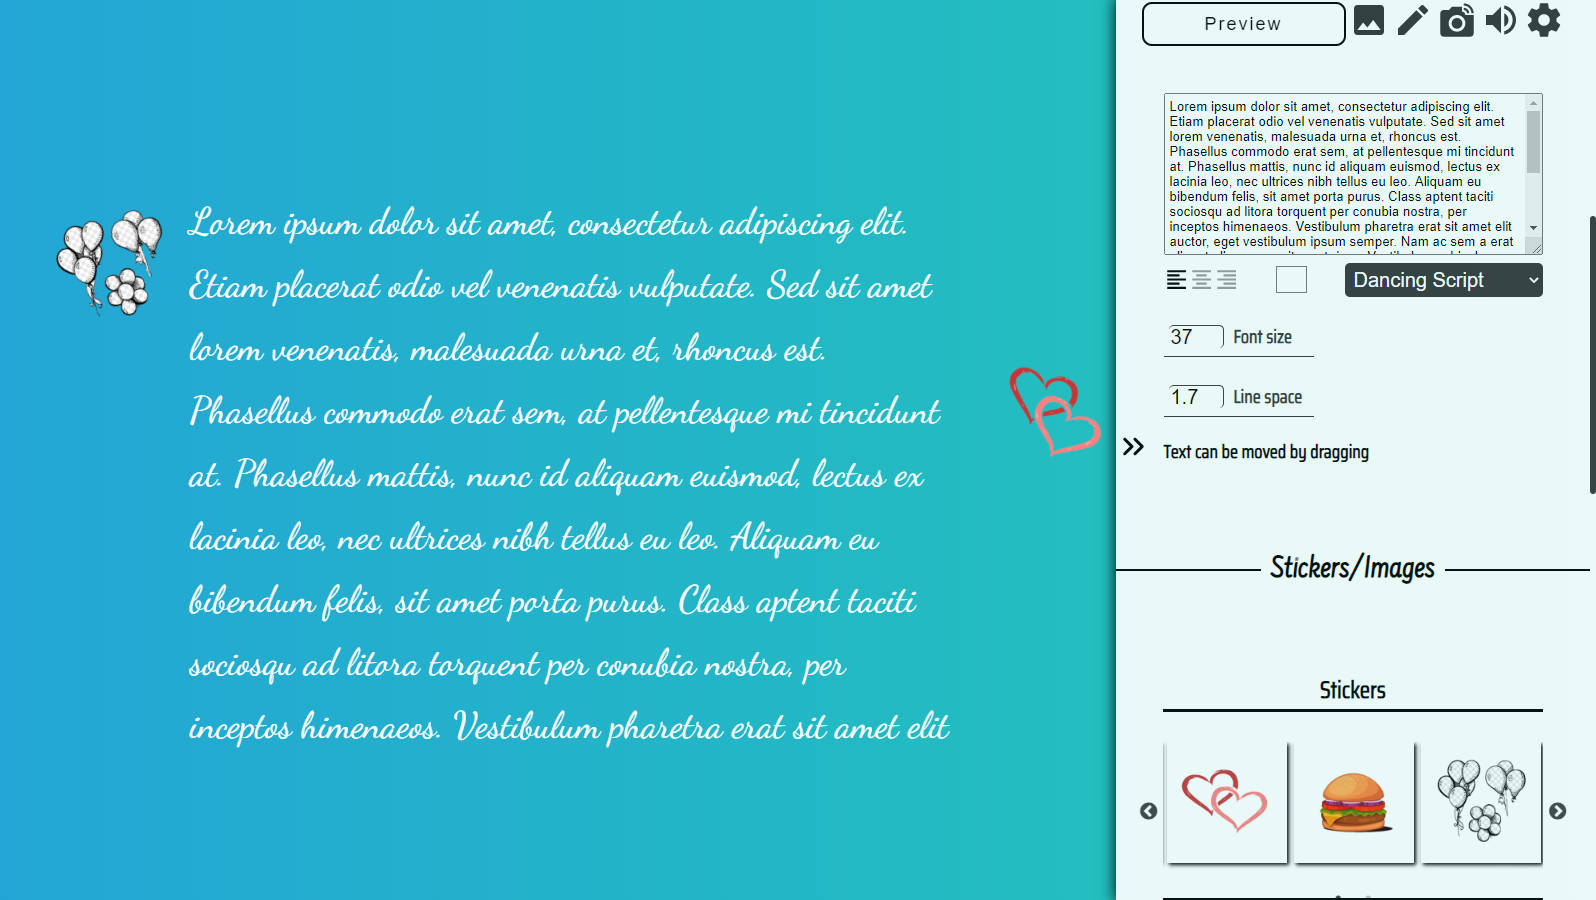 Lorem ipsum dolor sit amet, consectetur adipiscing elit.
Etiam placerat odio vel venenatis vulputate. Sed sit amet
lorem venenatis, malesuada urna et, rhoncus est.
Phasellus commodo erat sem, at pellentesque mi tincidunt
at. Phasellus mattis, nunc id aliquam euismod, lectus ex
lacinia leo, nec ultrices nibh tellus eu leo. Aliquam eu
bibendum felis, sit amet porta purus. Class aptent taciti
sociosqu ad litora torquent per conubia nostra, per
inceptos himenaeos. Vestibulum pharetra erat sit amet elit
Preview
Lorem ipsum dolor sit amet, consectetur adipiscing elit.
Etiam placerat odio vel venenatis vulputate. Sed sit amet
lorem venenatis, malesuada urna et, rhoncus est.
Phasellus commodo erat sem, at pellentesque mi tincidunt
at. Phasellus mattis, nunc id aliquam euismod, lectus ex
lacinia leo, nec ultrices nibh tellus eu leo. Aliquam eu
bibendum felis, sit amet porta purus. Class aptent taciti
sociosqu ad litora torquent per conubia nostra, per
inceptos himenaeos. Vestibulum pharetra erat sit amet elit
auctor, eget vestibulum ipsum semper. Nam ac sem a erat
Dancing Script
37 Font size
1.7 Line space
Text can be moved by dragging
Stickers/Images
Stickers